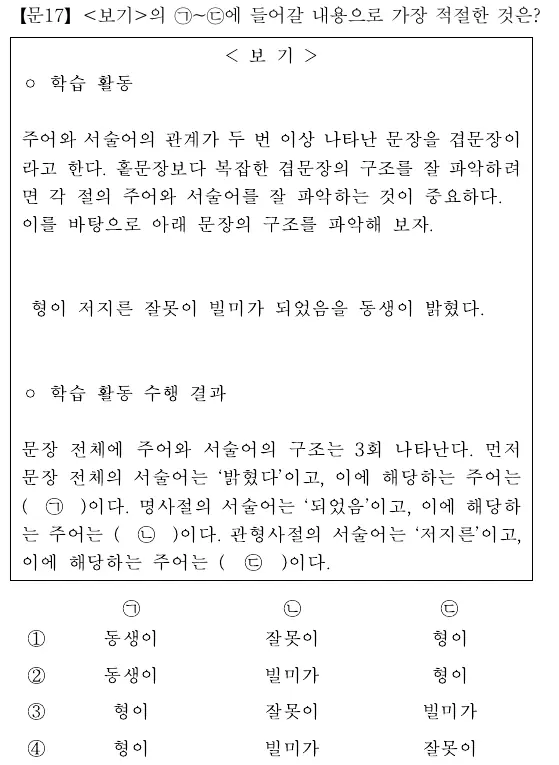 【문17】 <보기>의 ㉠~㉢에 들어갈 내용으로 가장 적절한 것은?
< 보 기 >
○ 학습 활동
주어와 서술어의 관계가 두 번 이상 나타난 문장을 겹문장이
라고 한다. 홑문장보다 복잡한 겹문장의 구조를 잘 파악하려
면 각 절의 주어와 서술어를 잘 파악하는 것이 중요하다.
이를 바탕으로 아래 문장의 구조를 파악해 보자.
형이 저지른 잘못이 빌미가 되었음을 동생이 밝혔다.
○ 학습 활동 수행 결과
문장 전체에 주어와 서술어의 구조는 3회 나타난다. 먼저
문장 전체의 서술어는 ‘밝혔다’이고, 이에 해당하는 주어는
( ㉠ )이다. 명사절의 서술어는 ‘되었음’이고, 이에 해당하
는 주어는 ( ㉡ )이다. 관형사절의 서술어는 ‘저지른’이고,
이에 해당하는 주어는 ( ㉢ )이다.
㉠ ㉡ ㉢
① 동생이 잘못이 형이
② 동생이 빌미가 형이
③ 형이 잘못이 빌미가
④ 형이 빌미가 잘못이